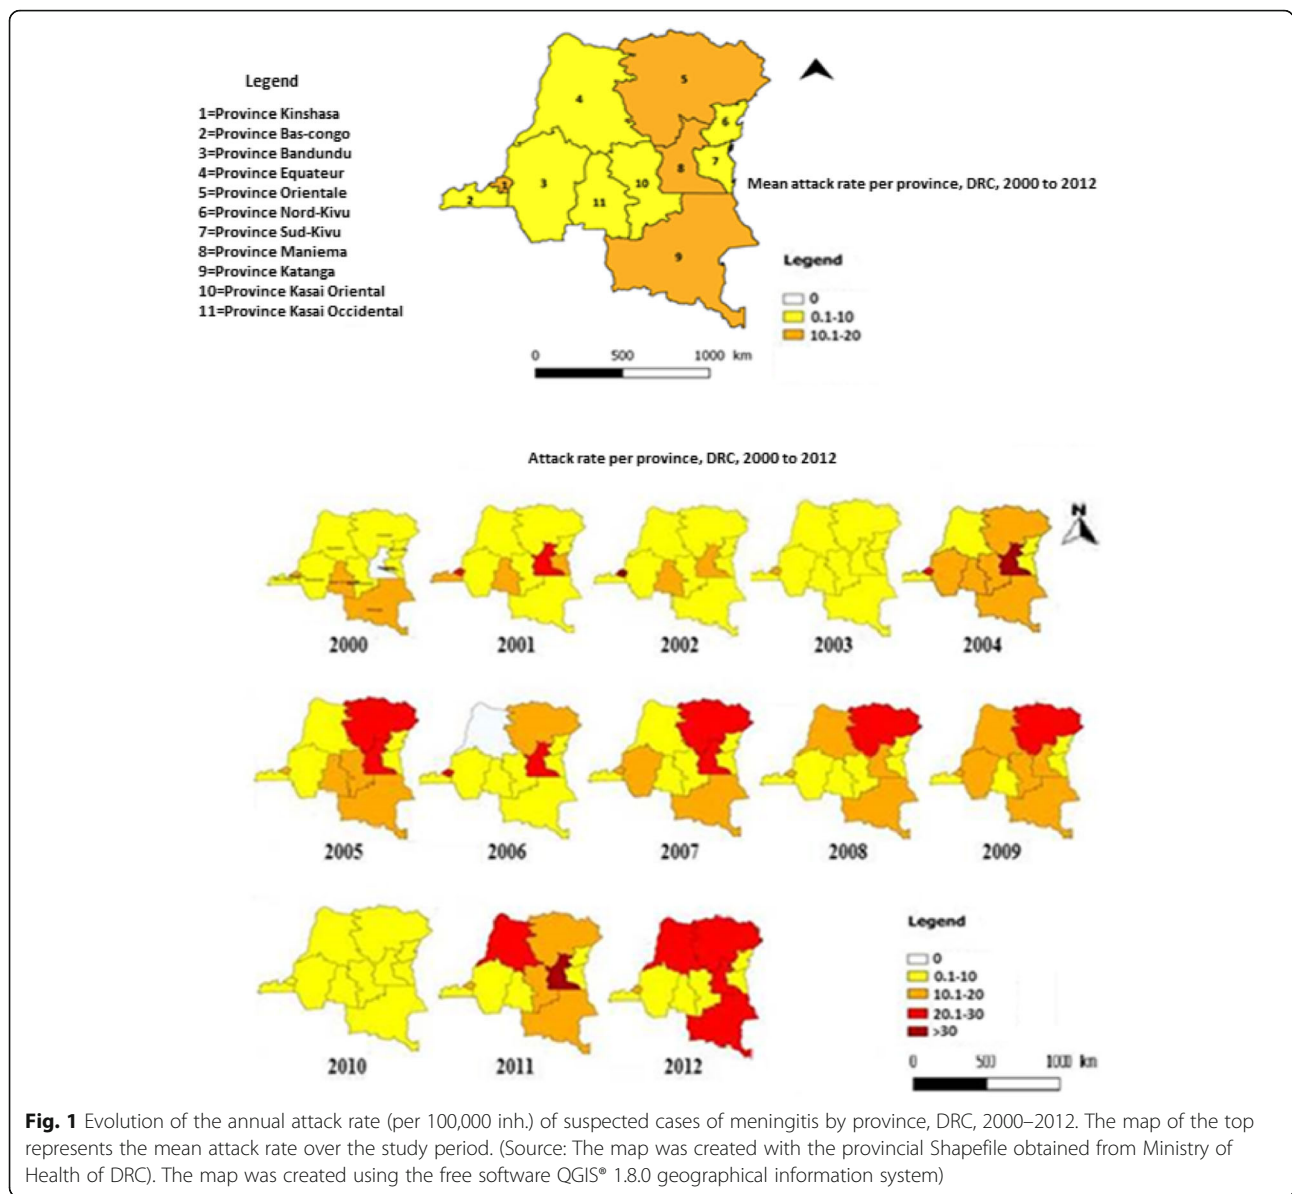 Legend
1=Province Kinshasa
2=Province Bas-congo
3=Province Bandundu
4=Province Equateur
5=Province Orientale
6=Province Nord-Kivu
7=Province Sud-Kivu
8=Province Maniema
9=Province Katanga
10=Province Kasai Oriental
11=Province Kasai Occidental
4
5
6
7
8
1
2
3
10
11
9
Mean attack rate per province, DRC, 2000 to 2012
Legend
0
0.1-10
10.1-20
0 500 1000 km
Attack rate per province, DRC, 2000 to 2012
N
2000 2001 2002 2003 2004
2005 2006 2007 2008 2009
2010 2011 2012
Legend
0
0.1-10
10.1-20
20.1-30
>30
0 500 1000 km
Fig. 1 Evolution of the annual attack rate (per 100,000 inh.) of suspected cases of meningitis by province, DRC, 2000–2012. The map of the top
represents the mean attack rate over the study period. (Source: The map was created with the provincial Shapefile obtained from Ministry of
Health of DRC). The map was created using the free software QGIS® 1.8.0 geographical information system)